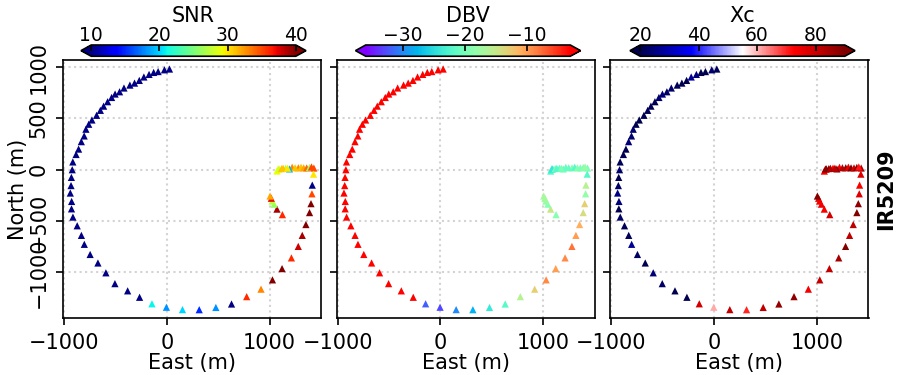 SNR DBV Xc
10 20 30 40 −30 −20 −10 20 40 60 80
North (m)
1000
500
0
−500
−1000
IR5209
−1000 0 1000 −1000 0 1000 −1000 0 1000
East (m) East (m) East (m)